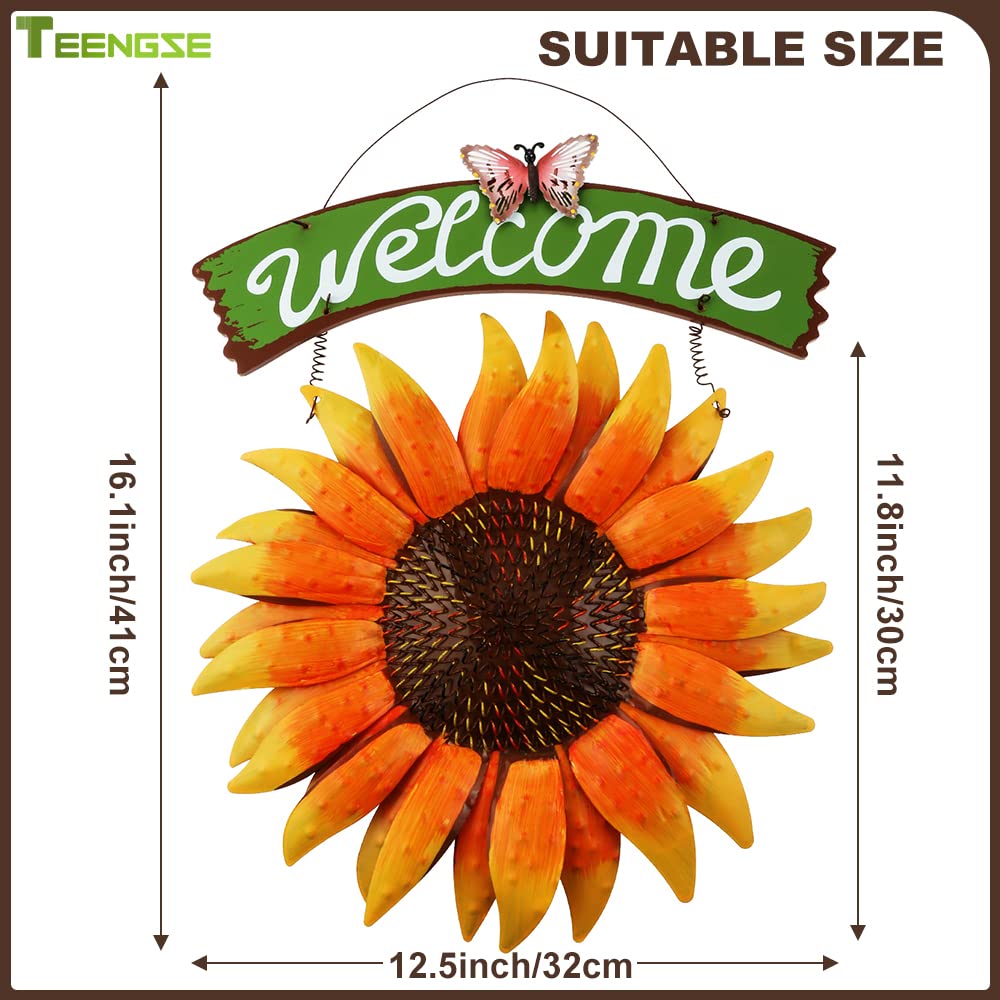 TEENGSE
SUITABLE SIZE
Welcome
16.1inch/41cm
11.8inch/30cm
12.5inch/32cm